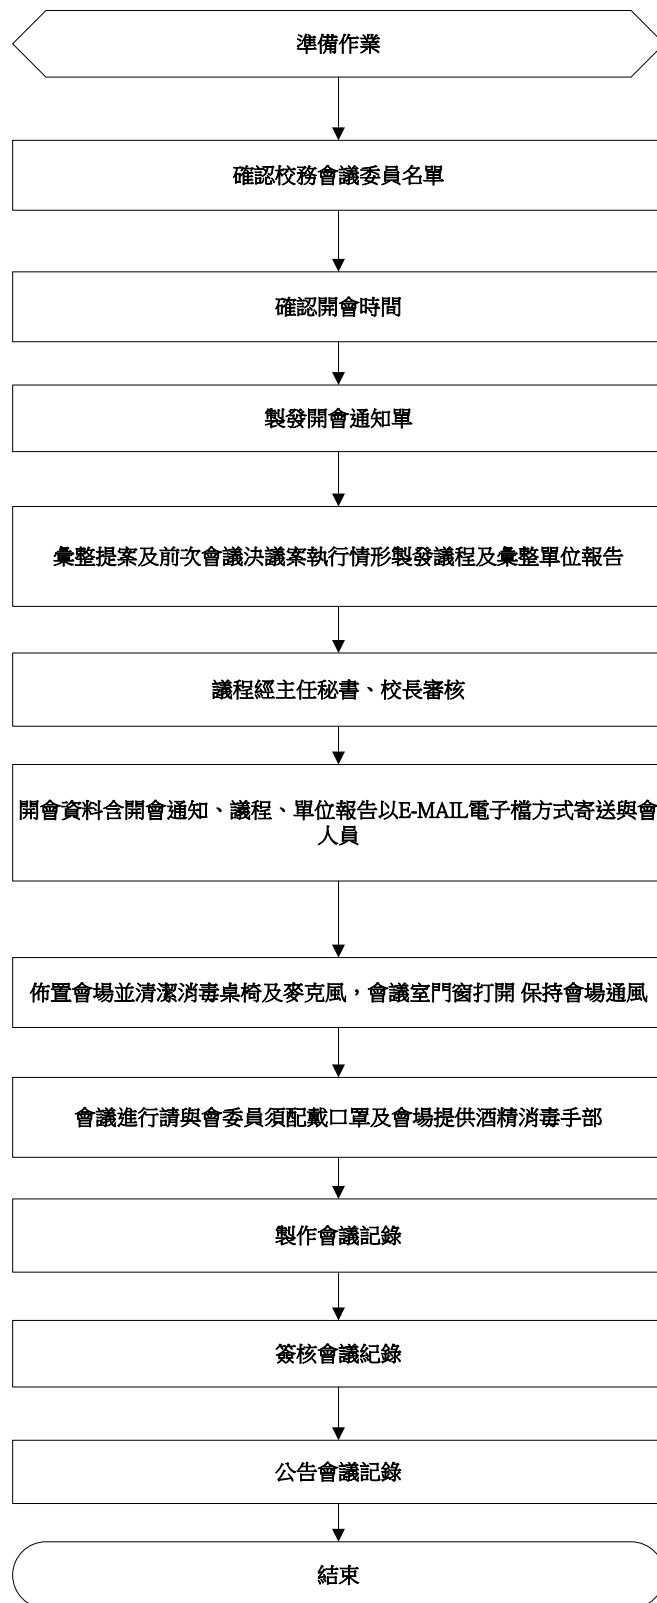 準備作業
確認校務會議委員名單
確認開會時間
製發開會通知單
彙整提案及前次會議決議案執行情形製發議程及彙整單位報告
議程經主任秘書、校長審核
開會資料含開會通知、議程、單位報告以E-MAIL電子檔方式寄送與會
人員
佈置會場並清潔消毒桌椅及麥克風，會議室門窗打開 保持會場通風
會議進行請與會委員須配戴口罩及會場提供酒精消毒手部
製作會議記錄
簽核會議紀錄
公告會議記錄
結束